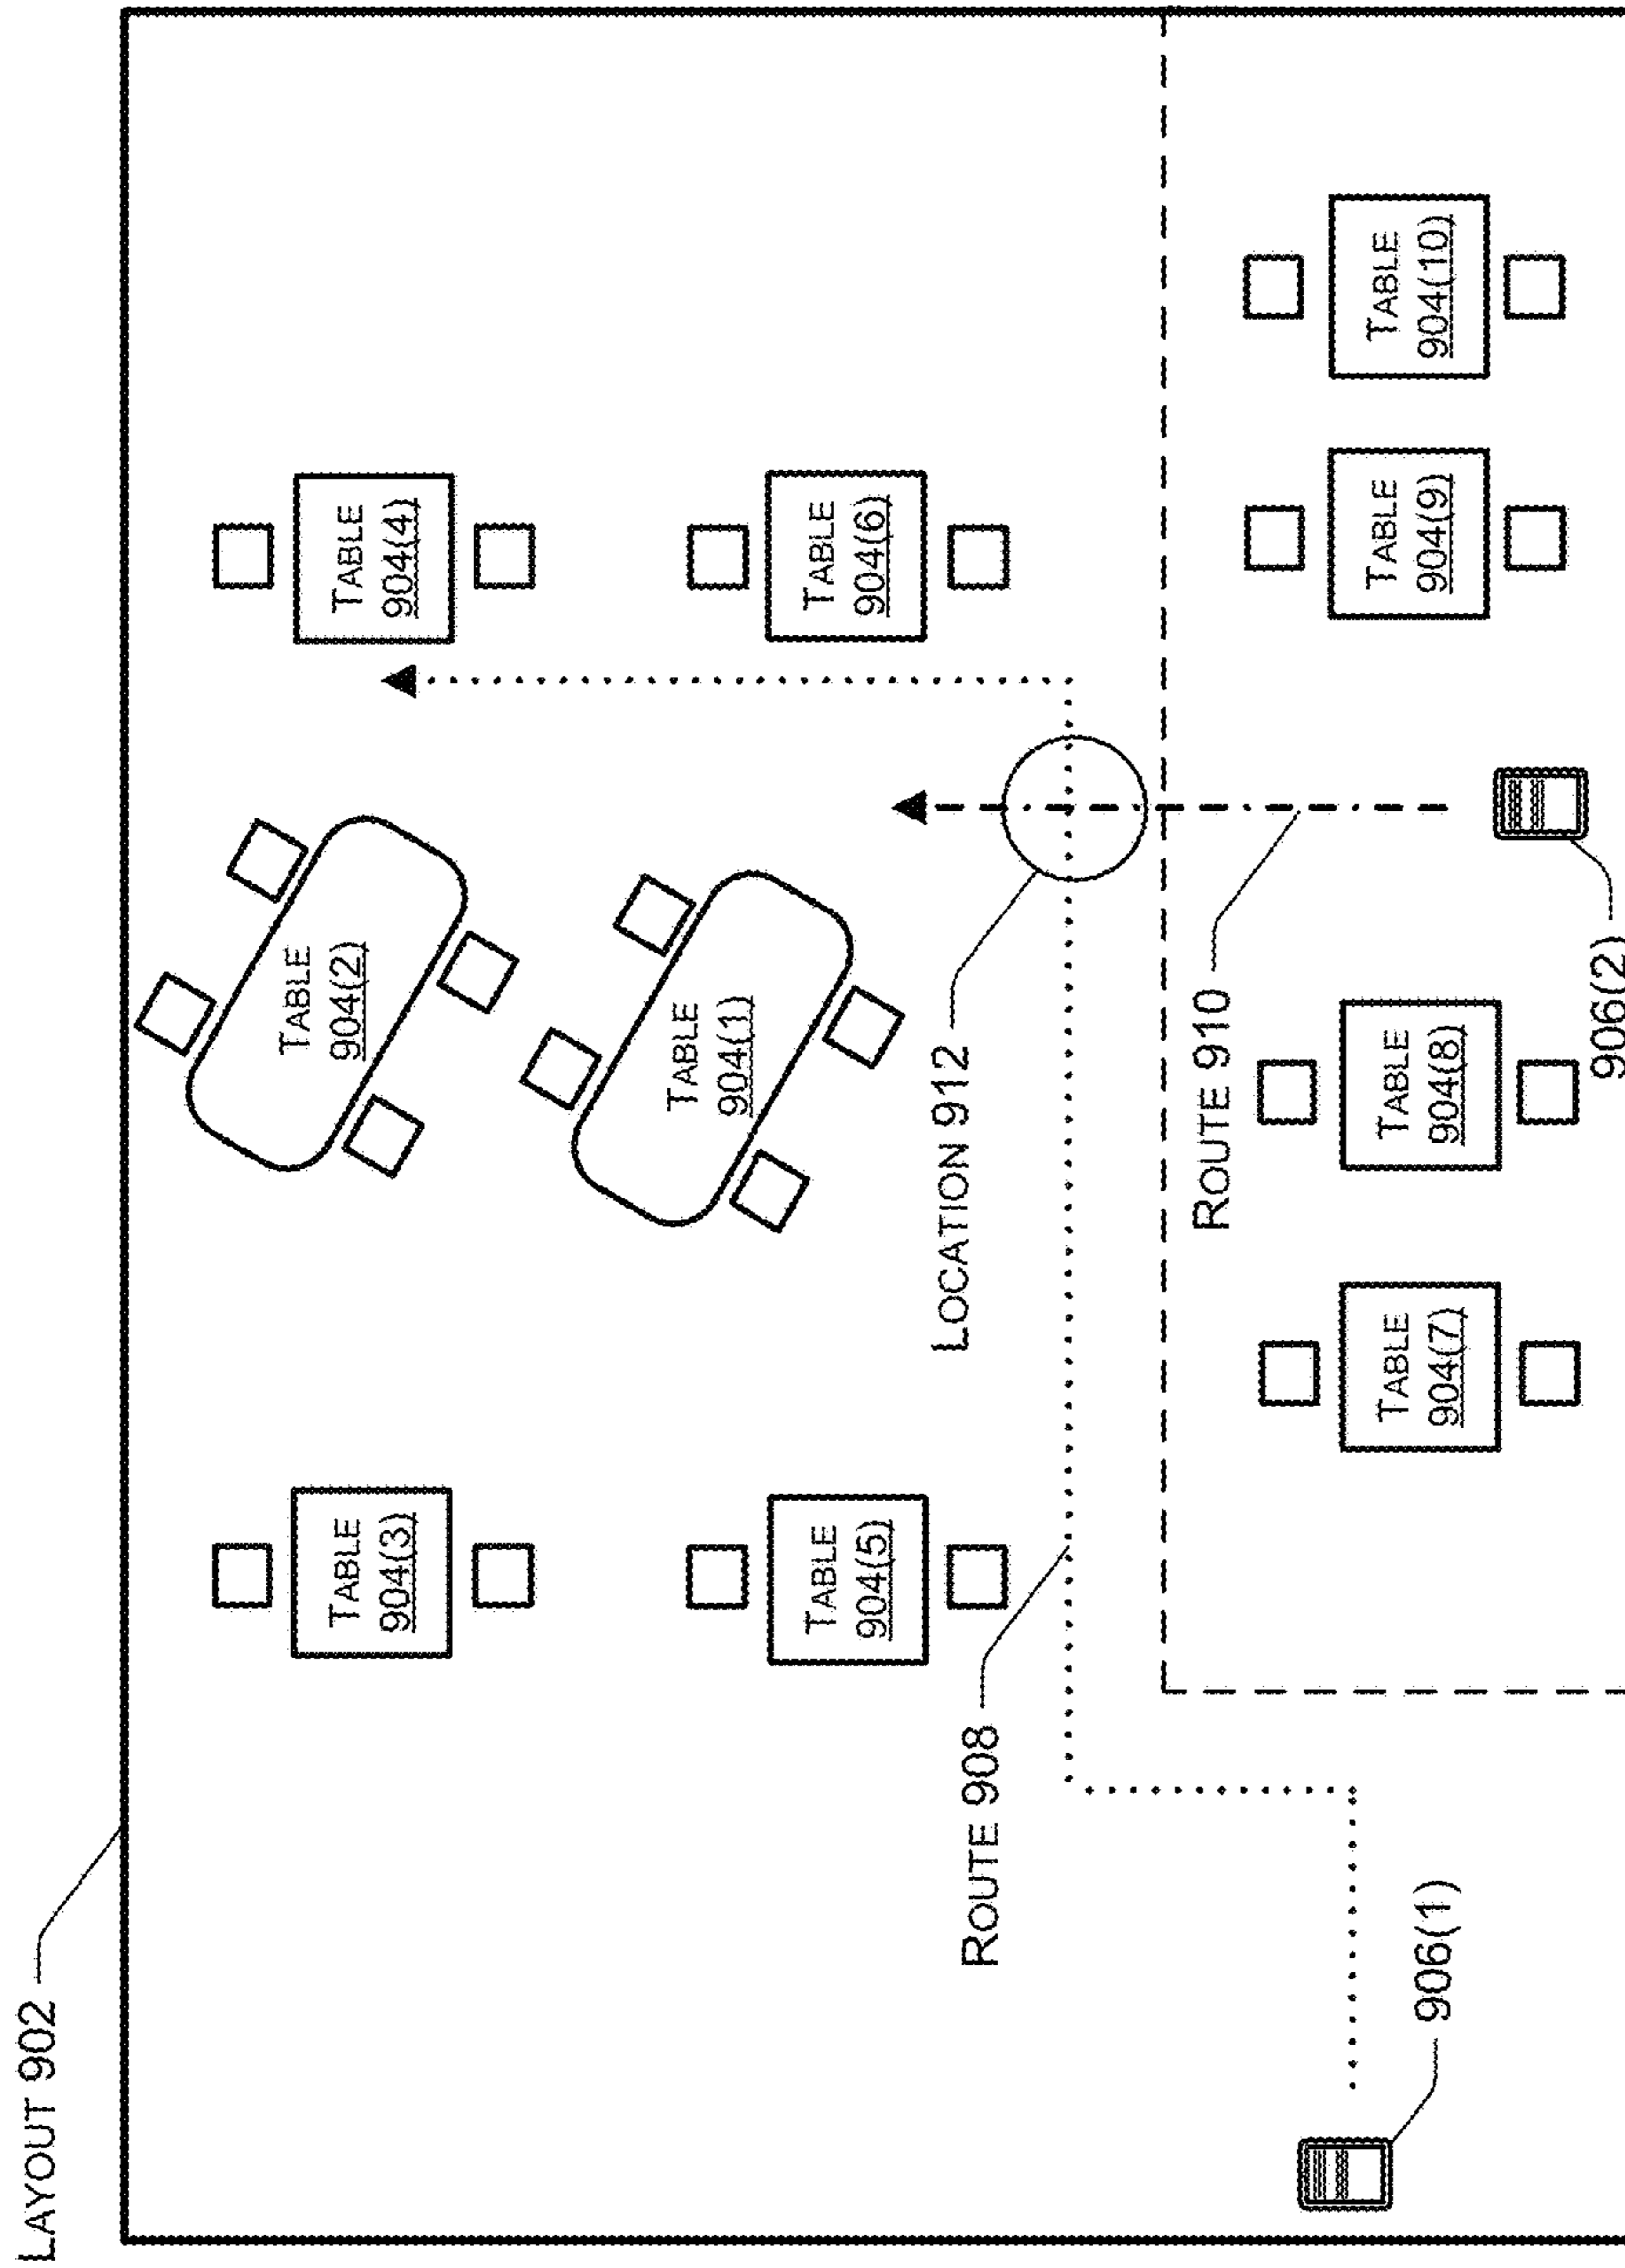 LAYOUT 902
TABLE
904(3)
TABLE
904(2)
TABLE
904(4)
TABLE
904(5)
TABLE
904(1)
TABLE
904(6)
ROUTE 908
LOCATION 912
ROUTE 910
906(1)
TABLE
904(7)
TABLE
904(8)
TABLE
904(9)
TABLE
904(10)
906(2)